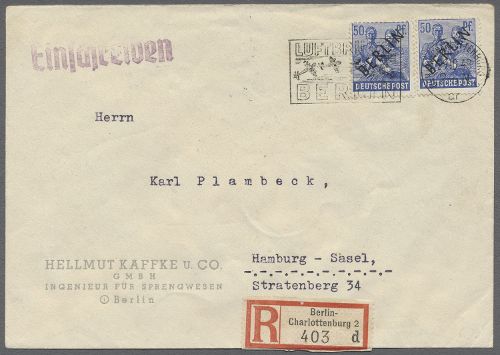 Einschreiben
LUFTBRÜCKE
BERLIN
50 PF
BERLIN
DEUTSCHE POST
50 PF
BERLIN
DEUTSCHE POST
Herrn
Karl Plambeck,
Hamburg - Sasel,
Stratenberg 34
HELLMUT KAFFKE U. CO.
GMBH
INGENIEUR FÜR SPRENGWESEN
Berlin
R
Berlin-
Charlottenburg 2
403 d